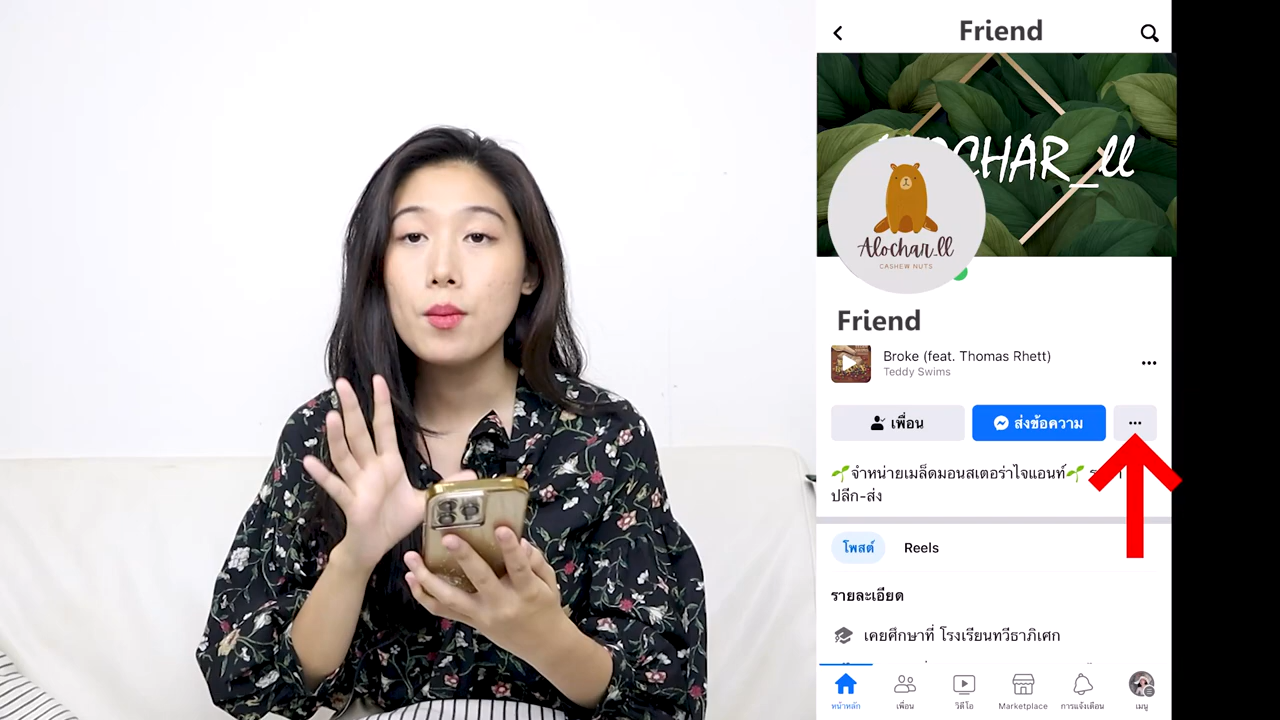 Friend
CHAR_ll
Alochar_ll
CASHEW NUTS
Friend
Broke (feat. Thomas Rhett)
Teddy Swims
เพื่อน
ส่งข้อความ
🌱จำหน่ายเมล็ดมอนสเตอร่าไจแอนท์🌱
ปลีก-ส่ง
โพสต์
Reels
รายละเอียด
เคยศึกษาที่ โรงเรียนทวีธาภิเศก
หน้าหลัก
เพื่อน
วิดีโอ
Marketplace
การแจ้งเตือน
เมนู